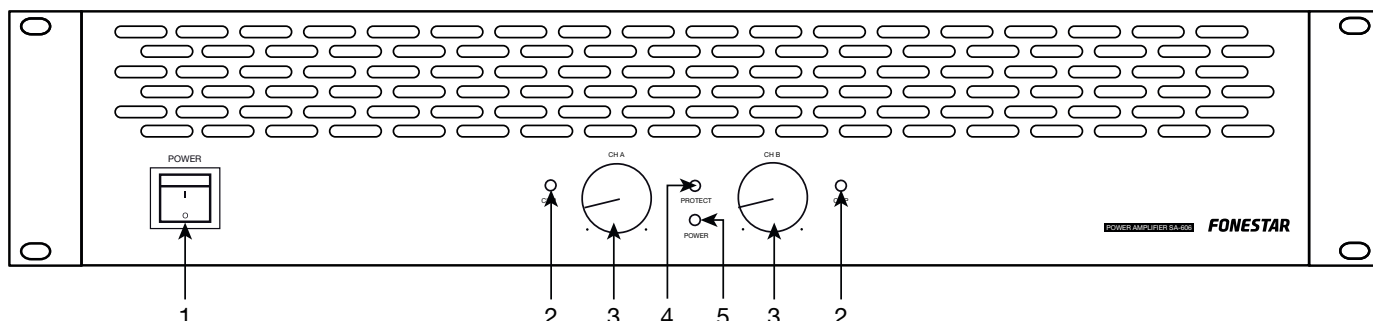 POWER
I
O
CH A
PROTECT
POWER
CH B
POWER AMPLIFIER SA-606
FONESTAR
1
2
3
4
5
3
2